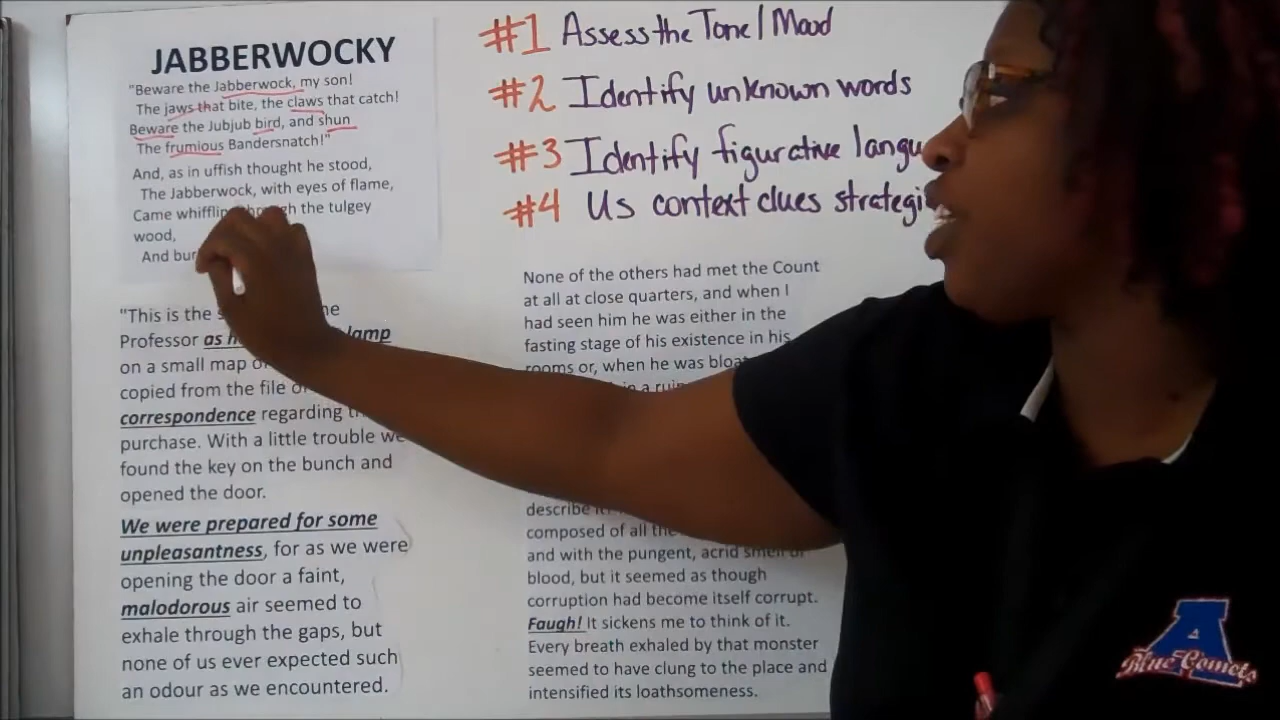 JABBERWOCKY
"Beware the Jabberwock, my son!
The jaws that bite, the claws that catch!
Beware the Jubjub bird, and shun
The frumious Bandersnatch!"
And, as in uffish thought he stood,
The Jabberwock, with eyes of flame,
Came the tulgey
wood,
And
"This is the
Professor as lamp
on a small map
copied from the file
correspondence regarding
purchase. With a little trouble we
found the key on the bunch and
opened the door.
We were prepared for some
unpleasantness, for as we were
opening the door a faint,
malodorous air seemed to
exhale through the gaps, but
none of us ever expected such
an odour as we encountered.
#1 Assess the Tone/Mood
#2 Identify unknown words
#3 Identify figurative langu
#4 Us context clues strategi
None of the others had met the Count
at all at close quarters, and when I
had seen him he was either in the
fasting stage of his existence in his
rooms or, when he was bloa
in a ruin
describe
composed of all the
and with the pungent, acrid smell of
blood, but it seemed as though
corruption had become itself corrupt.
Faugh! It sickens me to think of it.
Every breath exhaled by that monster
seemed to have clung to the place and
intensified its loathsomeness.
A
Blue Comets